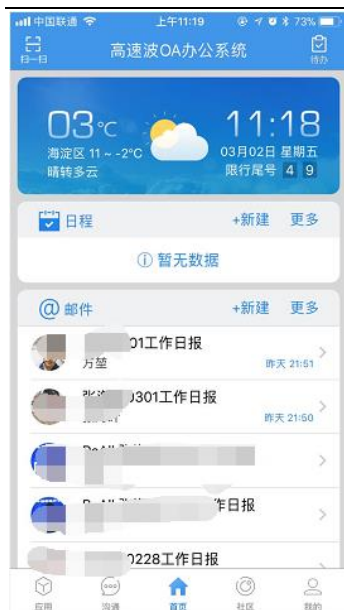 中国联通 上午11:19 73%
扫一扫 高速波OA办公系统 待办
03℃ 11:18
海淀区 11 ~ -2℃ 03月02日 星期五
晴转多云 限行尾号 4 9
日程 +新建 更多
暂无数据
@ 邮件 +新建 更多
01工作日报
万堃
昨天 21:51
0301工作日报
昨天 21:50
作日报
0228工作日报
应用 沟通 首页 社区 我的